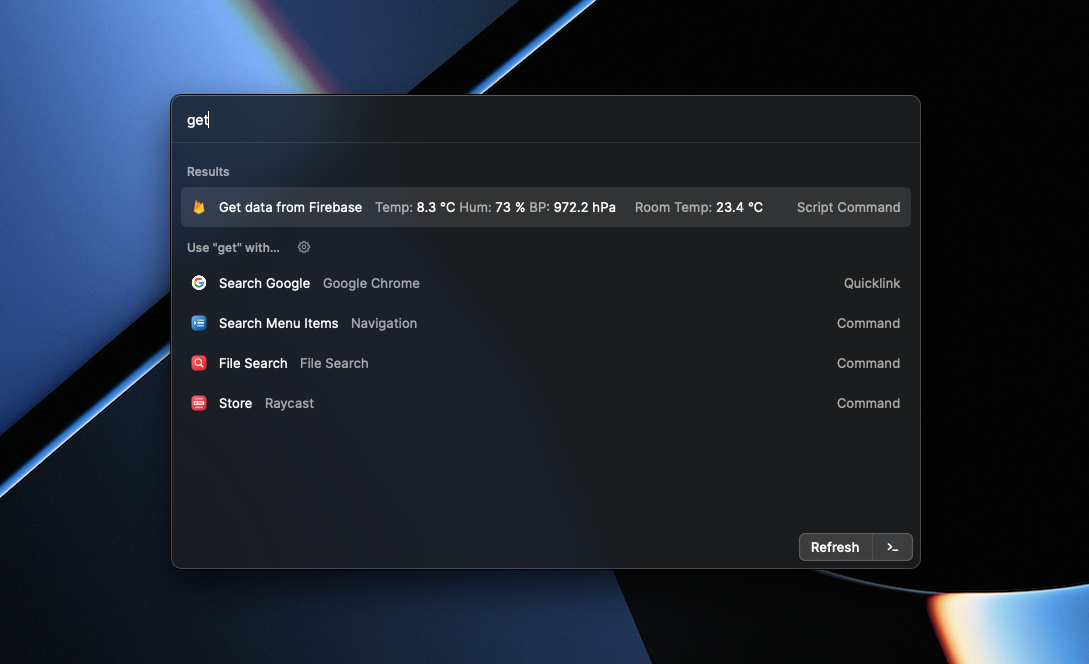 get
Results
Get data from Firebase Temp: 8.3 °C Hum: 73 % BP: 972.2 hPa Room Temp: 23.4 °C Script Command
Use "get" with...
Search Google Google Chrome Quicklink
Search Menu Items Navigation Command
File Search File Search Command
Store Raycast Command
Refresh >_